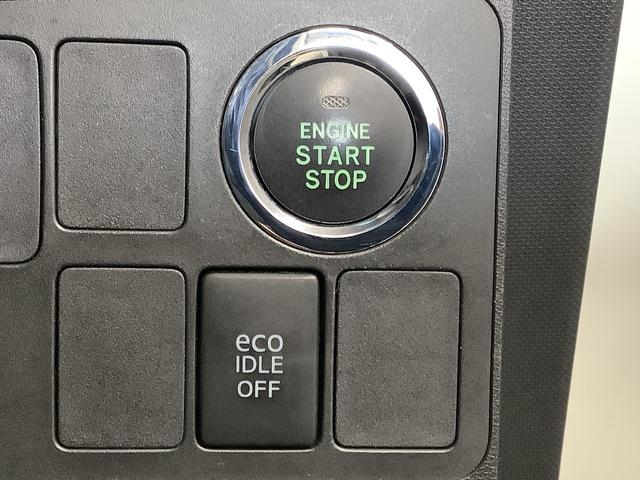 ENGINE
START
STOP
eco
IDLE
OFF